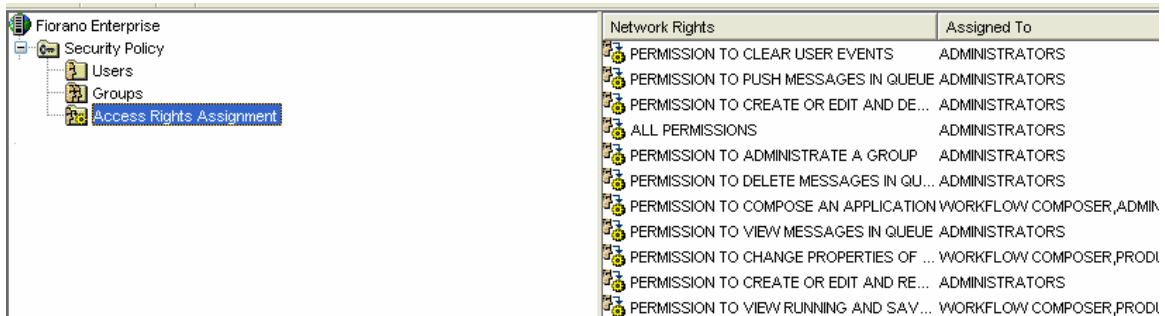 Fiorano Enterprise
Security Policy
Users
Groups
Access Rights Assignment
Network Rights Assigned To
PERMISSION TO CLEAR USER EVENTS ADMINISTRATORS
PERMISSION TO PUSH MESSAGES IN QUEUE ADMINISTRATORS
PERMISSION TO CREATE OR EDIT AND DE... ADMINISTRATORS
ALL PERMISSIONS ADMINISTRATORS
PERMISSION TO ADMINISTRATE A GROUP ADMINISTRATORS
PERMISSION TO DELETE MESSAGES IN QU... ADMINISTRATORS
PERMISSION TO COMPOSE AN APPLICATION WORKFLOW COMPOSER,ADMIN
PERMISSION TO VIEW MESSAGES IN QUEUE ADMINISTRATORS
PERMISSION TO CHANGE PROPERTIES OF ... WORKFLOW COMPOSER,PRODU
PERMISSION TO CREATE OR EDIT AND RE... ADMINISTRATORS
PERMISSION TO VIEW RUNNING AND SAV... WORKFLOW COMPOSER,PRODU